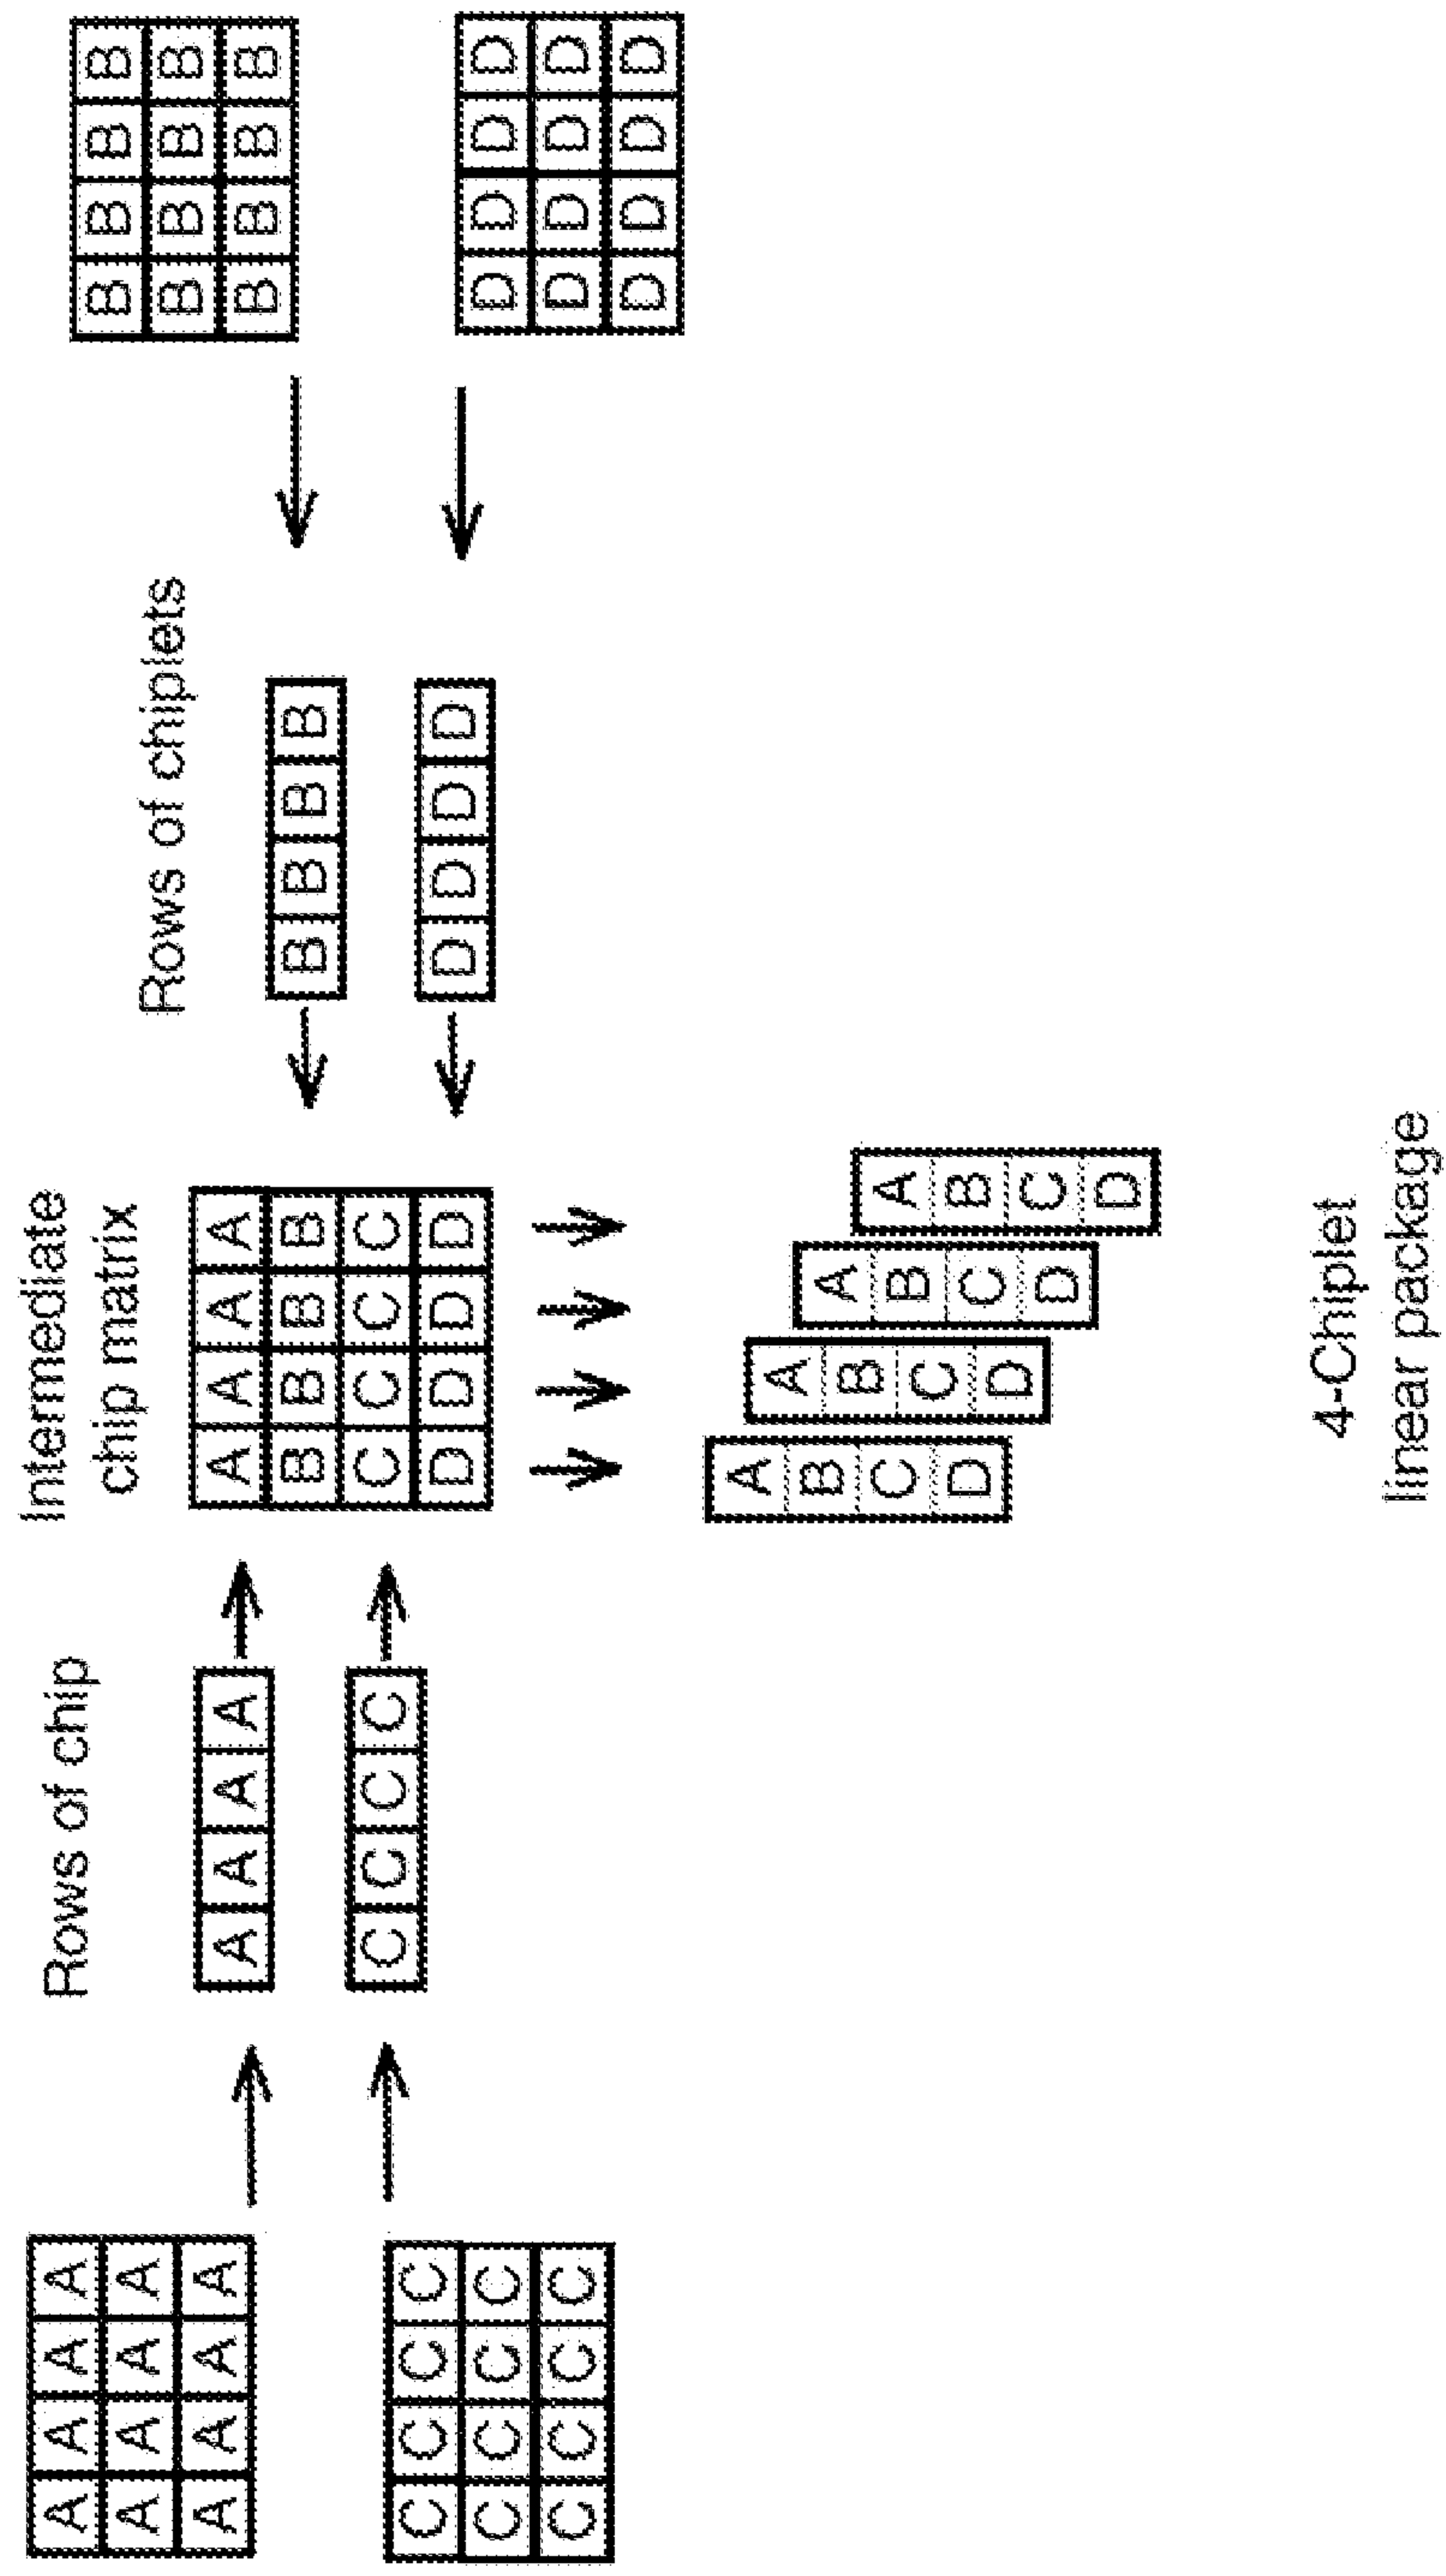 A A A A
A A A A
A A A A
C C C C
C C C C
C C C C
Rows of chip
A A A A
C C C C
Intermediate
chip matrix
A A A A
B B B B
C C C C
D D D D
Rows of chiplets
B B B B
D D D D
B B B B
B B B B
B B B B
D D D D
D D D D
D D D D
A
B
C
D
A
B
C
D
A
B
C
D
A
B
C
D
4-Chiplet
linear package